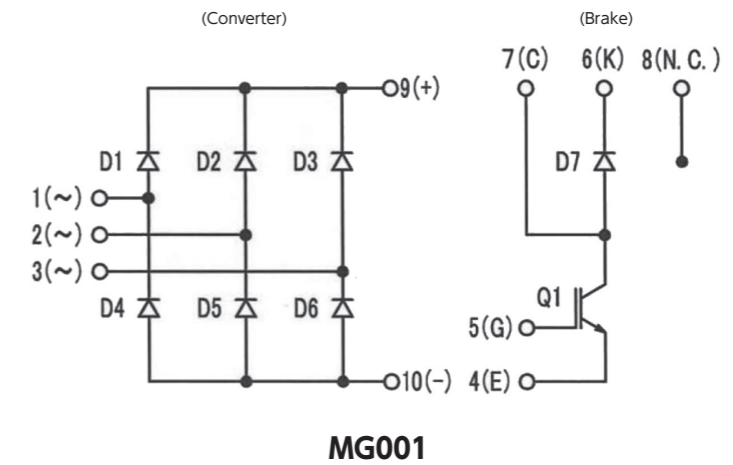 (Converter) (Brake)
7(C) 6(K) 8(N.C.)
9(+)
D1 D2 D3 D7
1(~)
2(~)
3(~)
D4 D5 D6 Q1
5(G)
10(-) 4(E)
MG001